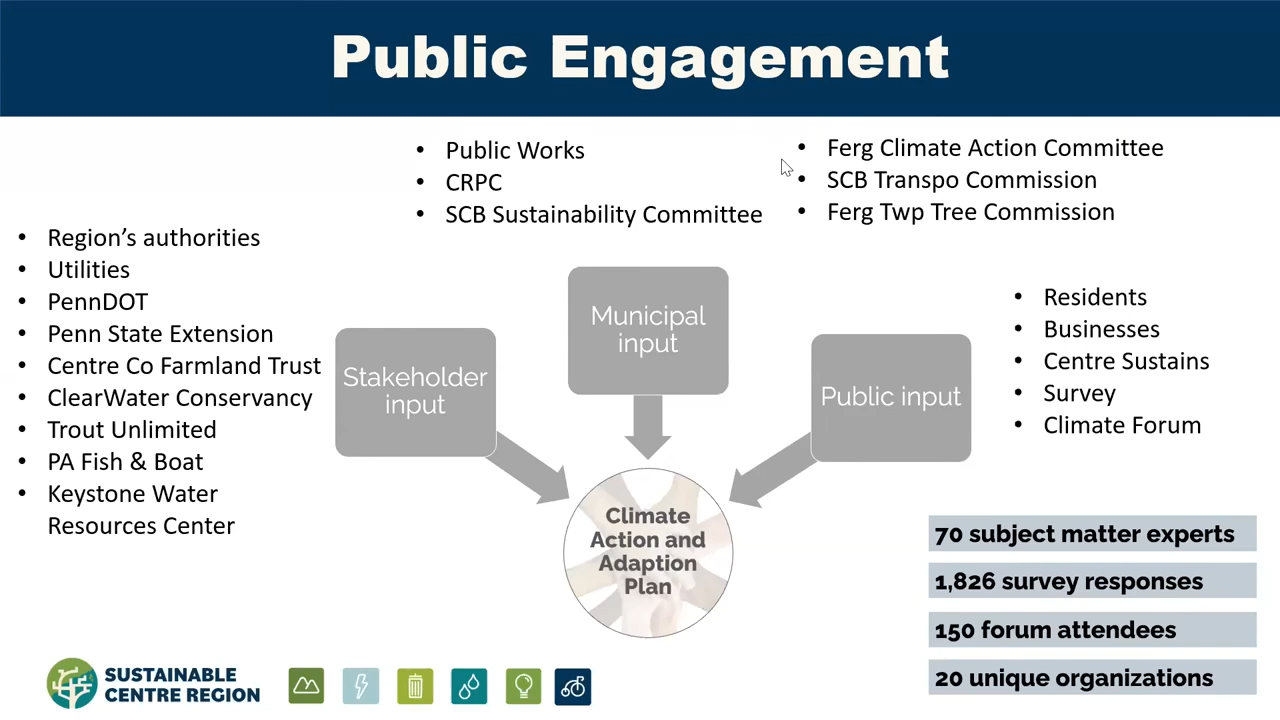 Public Engagement
• Public Works
• CRPC
• SCB Sustainability Committee
• Ferg Climate Action Committee
• SCB Transpo Commission
• Ferg Twp Tree Commission
• Region's authorities
• Utilities
• PennDOT
• Penn State Extension
• Centre Co Farmland Trust
• ClearWater Conservancy
• Trout Unlimited
• PA Fish & Boat
• Keystone Water
Resources Center
Stakeholder
input
Municipal
input
Public input
• Residents
• Businesses
• Centre Sustains
• Survey
• Climate Forum
Climate
Action and
Adaption
Plan
70 subject matter experts
1,826 survey responses
150 forum attendees
20 unique organizations
SUSTAINABLE
CENTRE REGION